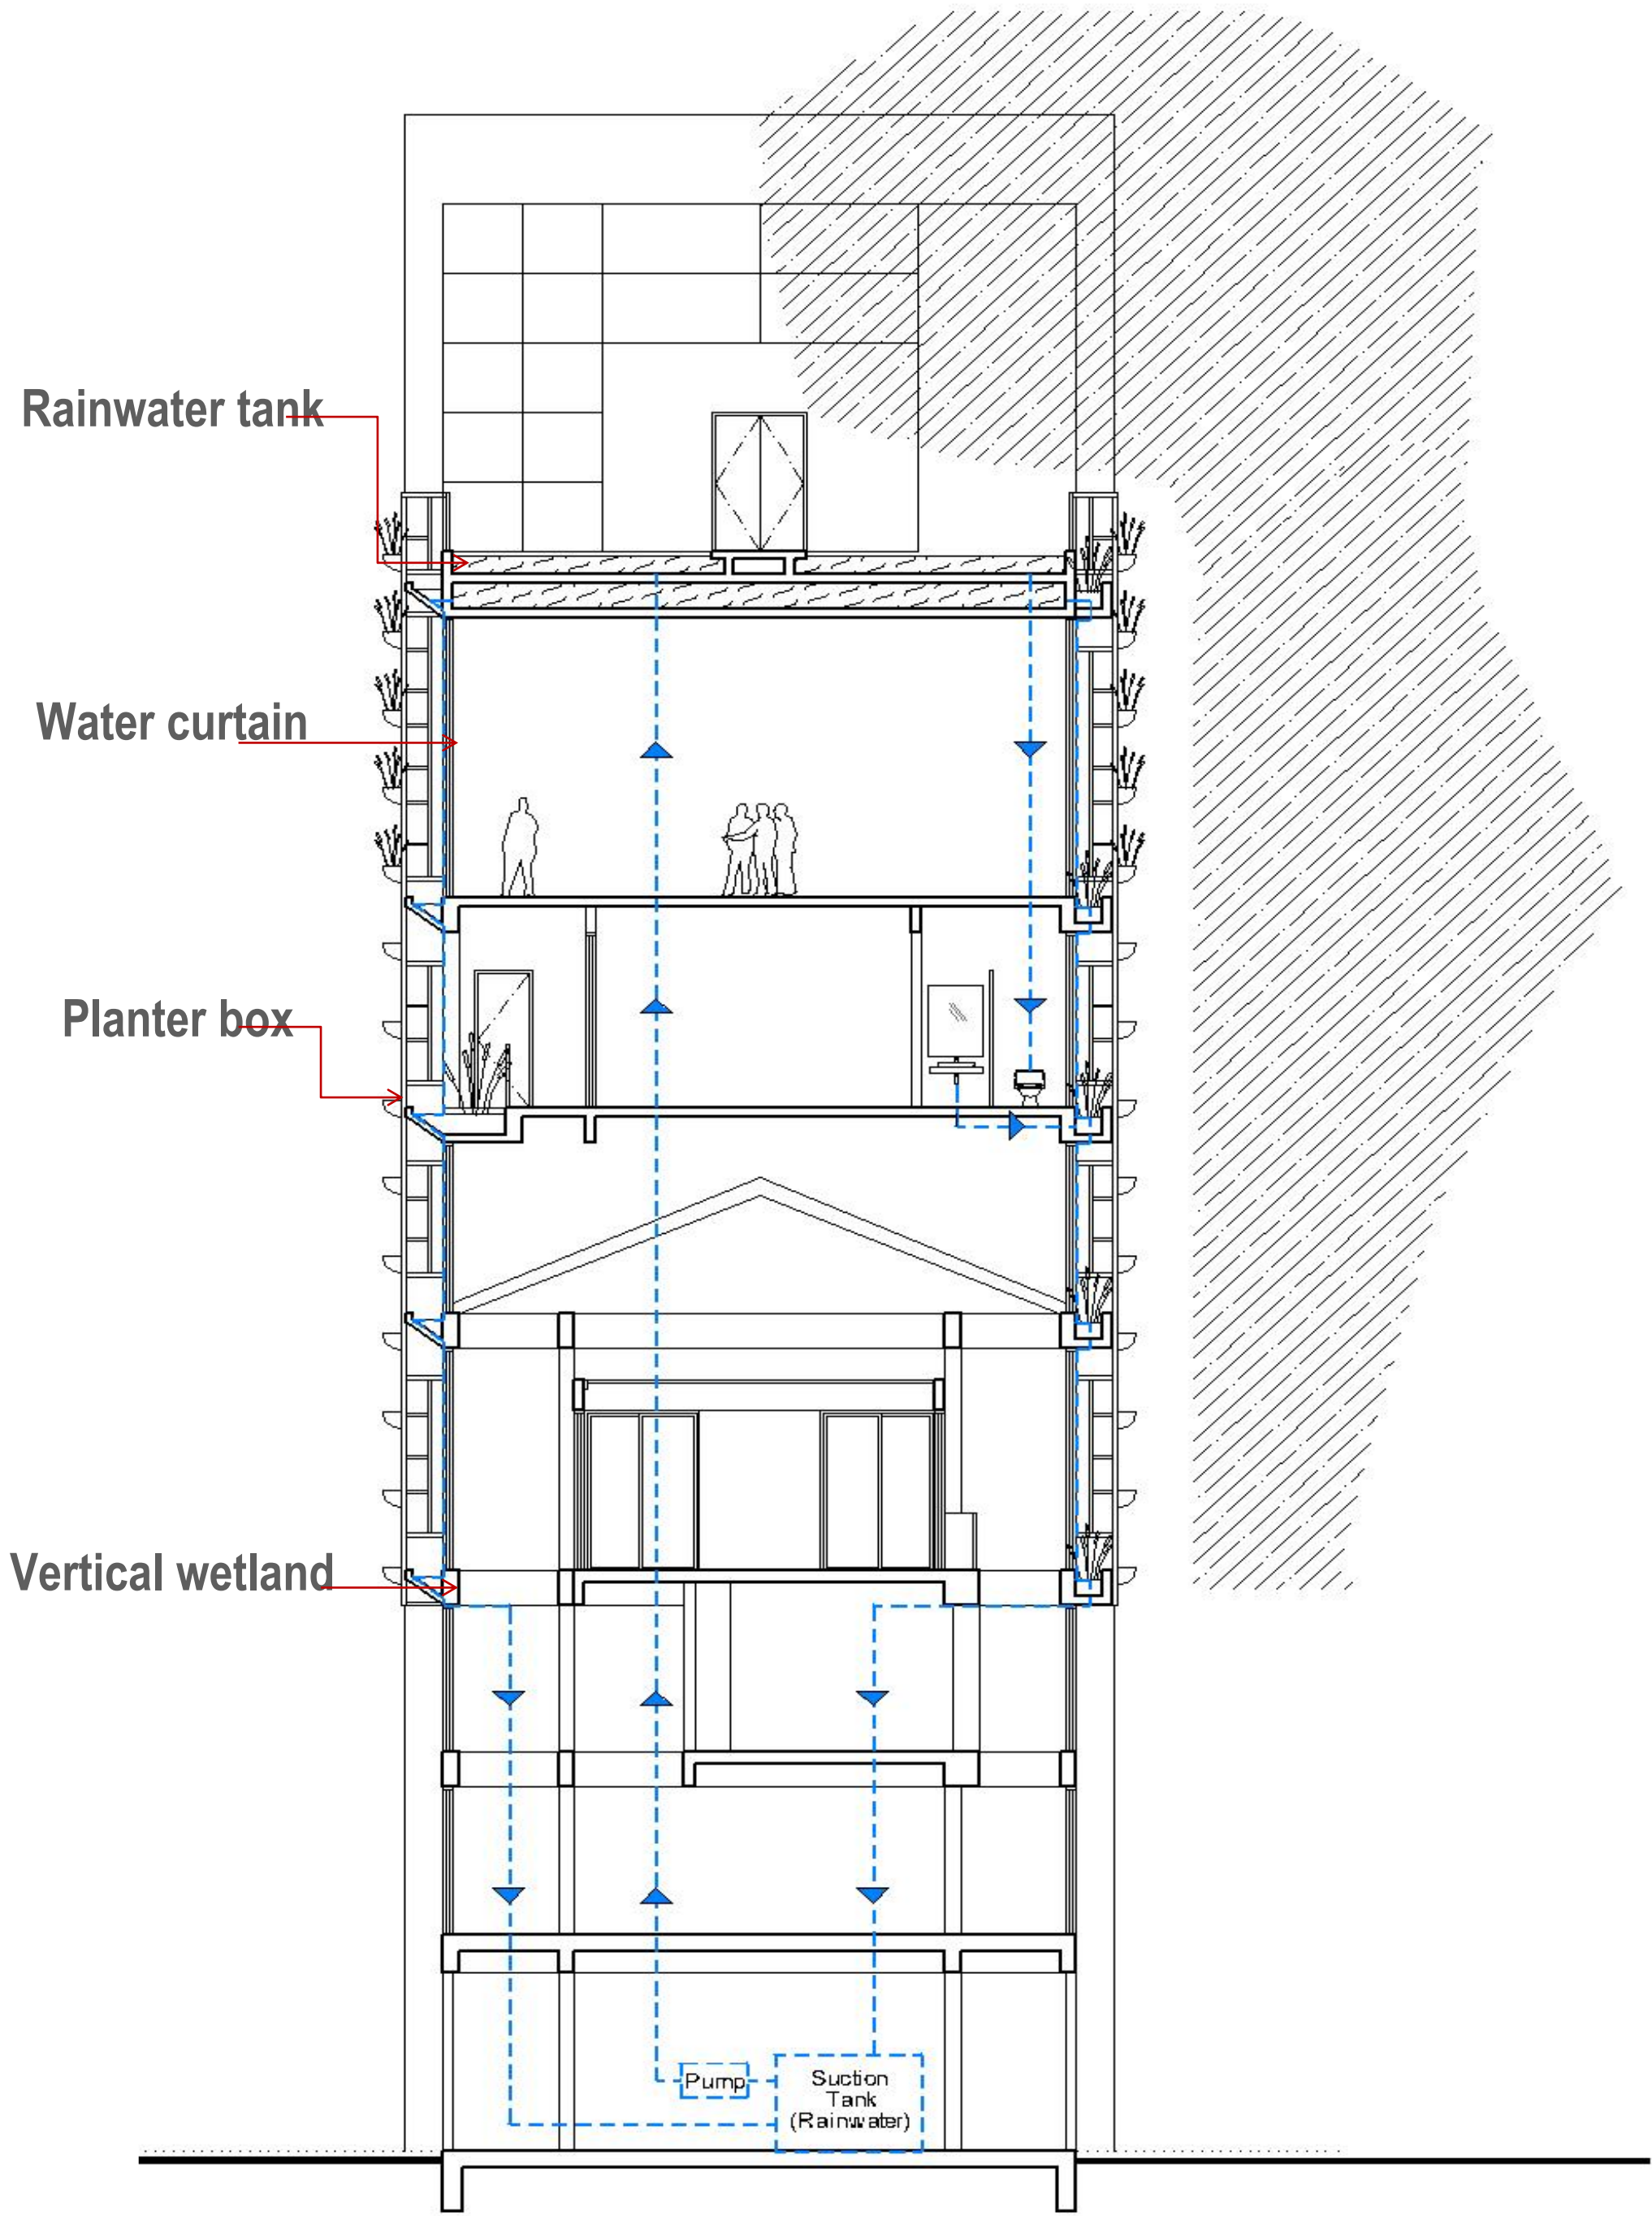 Rainwater tank
Water curtain
Planter box
Vertical wetland
Pump
Suction
Tank
(Rainwater)